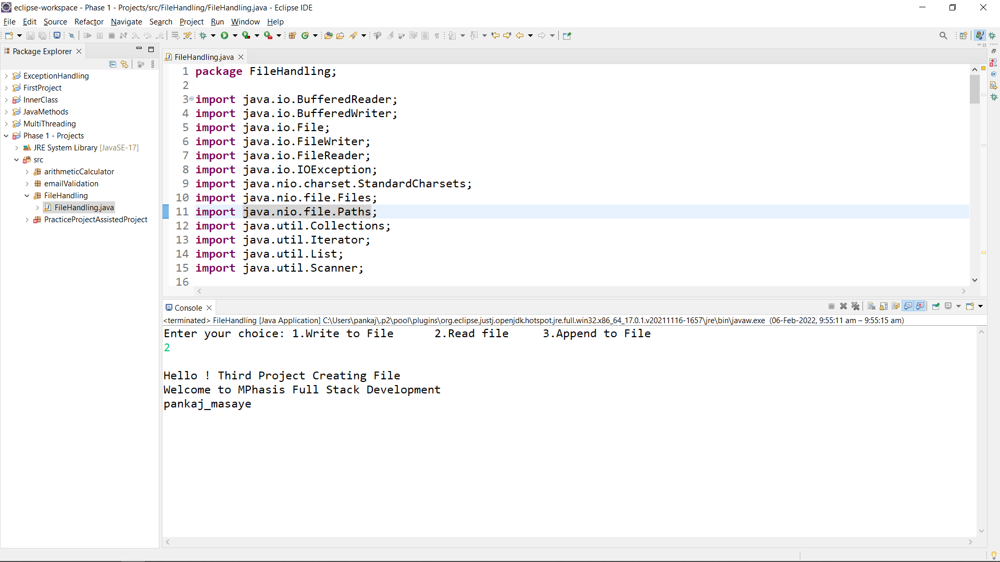 eclipse-workspace - Phase 1 - Projects/src/FileHandling/FileHandling.java - Eclipse IDE
File Edit Source Refactor Navigate Search Project Run Window Help
Package Explorer
ExceptionHandling
FirstProject
InnerClass
JavaMethods
MultiThreading
Phase 1 - Projects
JRE System Library [JavaSE-17]
src
arithmeticCalculator
emailValidation
FileHandling
FileHandling.java
PracticeProjectAssistedProject
FileHandling.java
1 package FileHandling;
2
3 import java.io.BufferedReader;
4 import java.io.BufferedWriter;
5 import java.io.File;
6 import java.io.FileWriter;
7 import java.io.FileReader;
8 import java.io.IOException;
9 import java.nio.charset.StandardCharsets;
10 import java.nio.file.Files;
11 import java.nio.file.Paths;
12 import java.util.Collections;
13 import java.util.Iterator;
14 import java.util.List;
15 import java.util.Scanner;
16
Console
<terminated> FileHandling [Java Application] C:\Users\pankaj\.p2\pool\plugins\org.eclipse.justj.openjdk.hotspot.jre.full.win32.x86_64_17.0.1.v20211116-1657\jre\bin\javaw.exe (06-Feb-2022, 9:55:11 am – 9:55:15 am)
Enter your choice: 1.Write to File 2.Read file 3.Append to File
2
Hello ! Third Project Creating File
Welcome to MPhasis Full Stack Development
pankaj_masaye